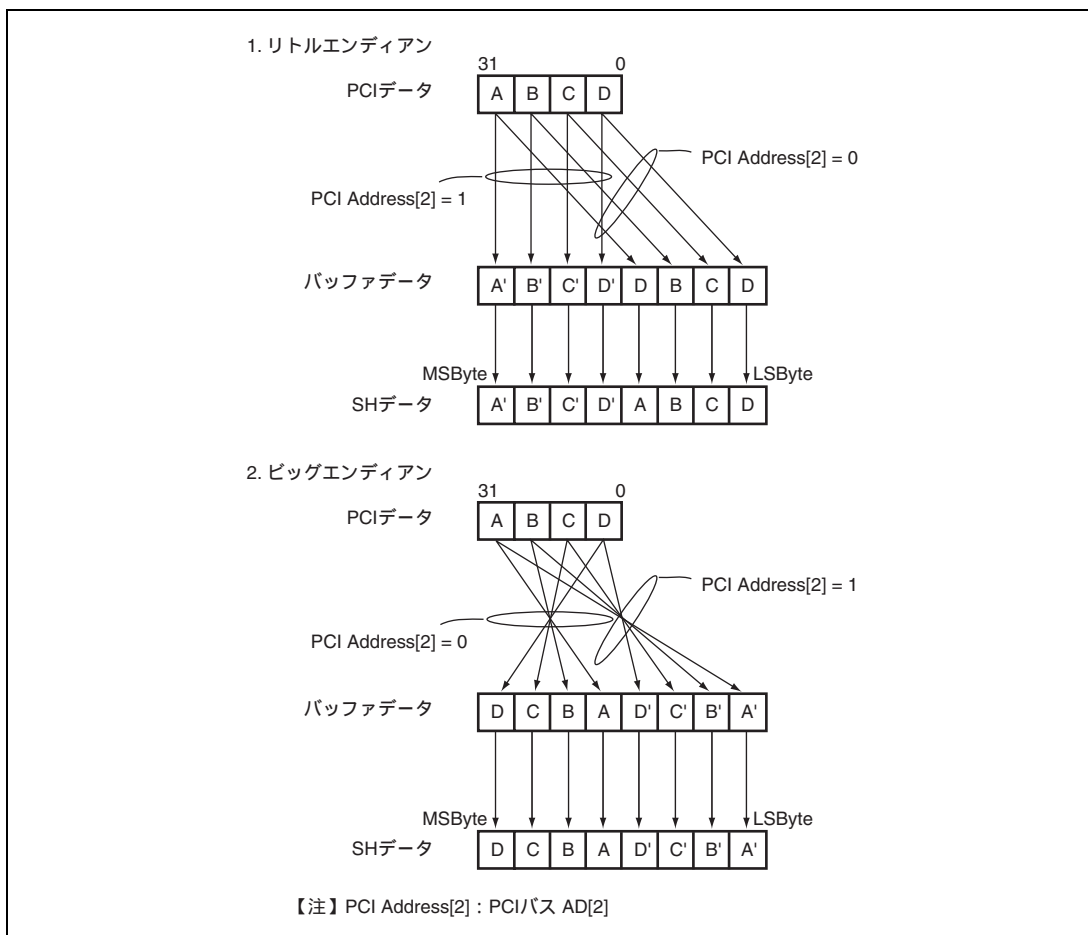 1. リトルエンディアン
31 0
PCIデータ A B C D
PCI Address[2] = 0
PCI Address[2] = 1
バッファデータ A' B' C' D' D B C D
MSByte LSByte
SHデータ A' B' C' D' A B C D
2. ビッグエンディアン
31 0
PCIデータ A B C D
PCI Address[2] = 1
PCI Address[2] = 0
バッファデータ D C B A D' C' B' A'
MSByte LSByte
SHデータ D C B A D' C' B' A'
【注】PCI Address[2] : PCIバス AD[2]